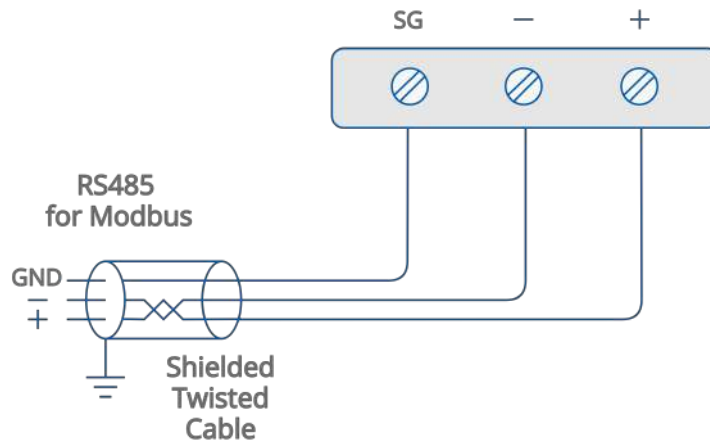 SG − +
RS485
for Modbus
GND
−
+
Shielded
Twisted
Cable